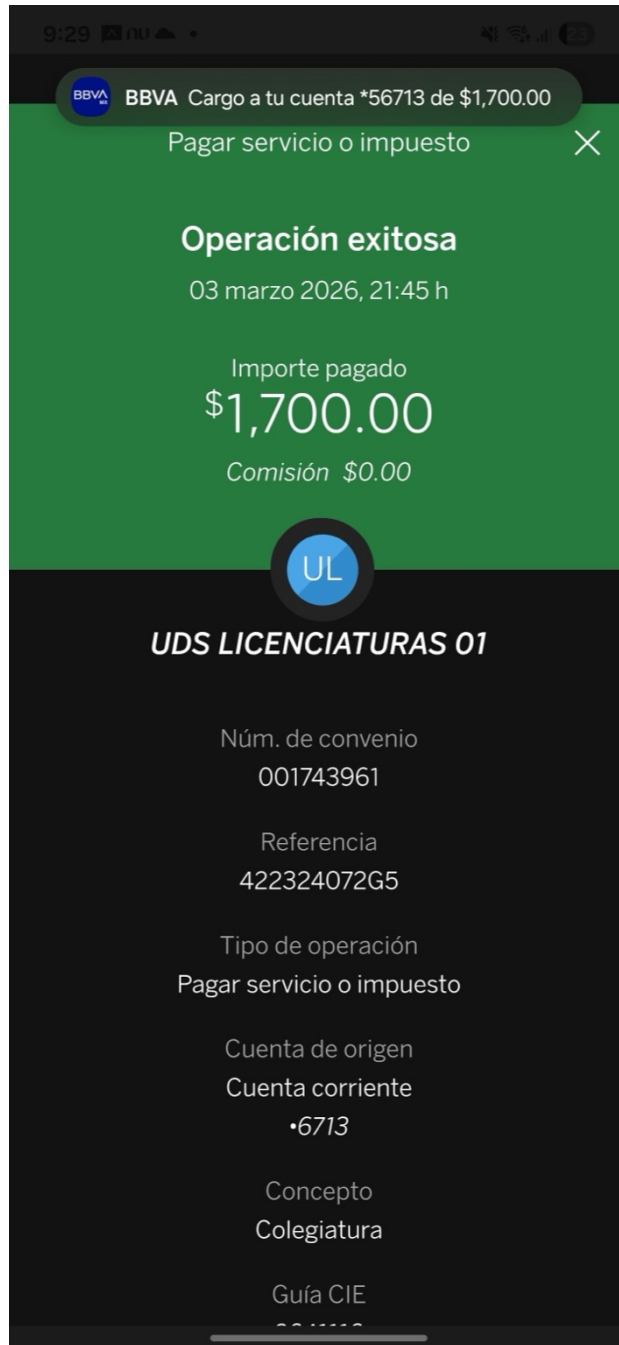 9:29
23
BBVA Cargo a tu cuenta *56713 de $1,700.00
Pagar servicio o impuesto
Operación exitosa
03 marzo 2026, 21:45 h
Importe pagado
$1,700.00
Comisión $0.00
UL
UDS LICENCIATURAS 01
Núm. de convenio
001743961
Referencia
422324072G5
Tipo de operación
Pagar servicio o impuesto
Cuenta de origen
Cuenta corriente
•6713
Concepto
Colegiatura
Guía CIE